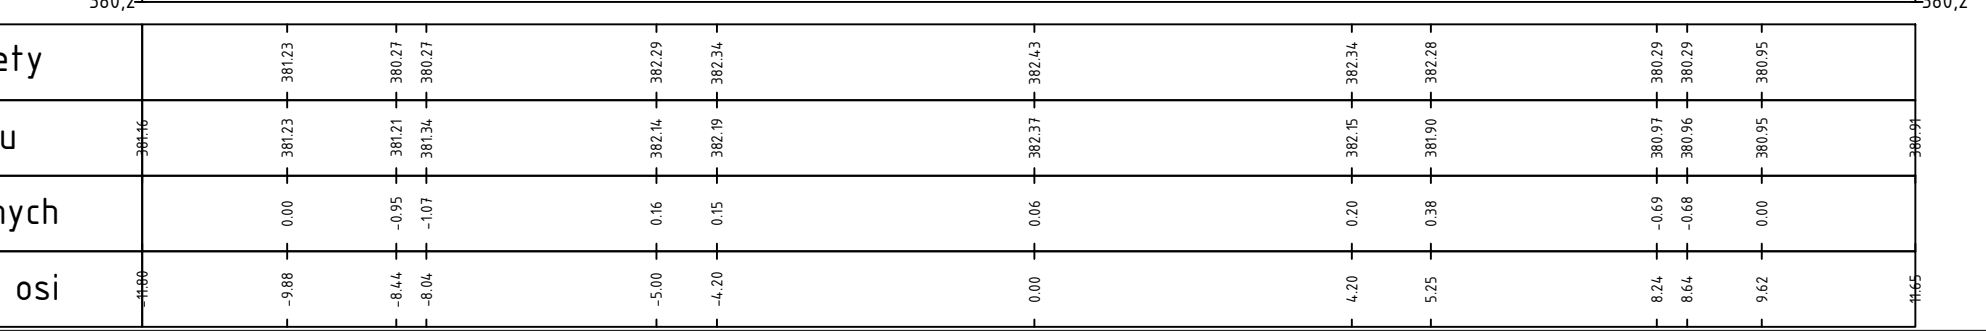 380,2 380,2
ety 381.23 380.27 380.27 382.29 382.34 382.43 382.34 382.28 380.29 380.29 380.95
u 381.16 381.23 381.21 381.34 382.14 382.19 382.37 382.15 381.90 380.97 380.96 380.95 380.91
nych 0.00 -0.95 -1.07 0.16 0.15 0.06 0.20 0.38 -0.69 -0.68 0.00
osi -11.80 -9.88 -8.44 -8.04 -5.00 -4.20 0.00 4.20 5.25 8.24 8.64 9.62 11.65